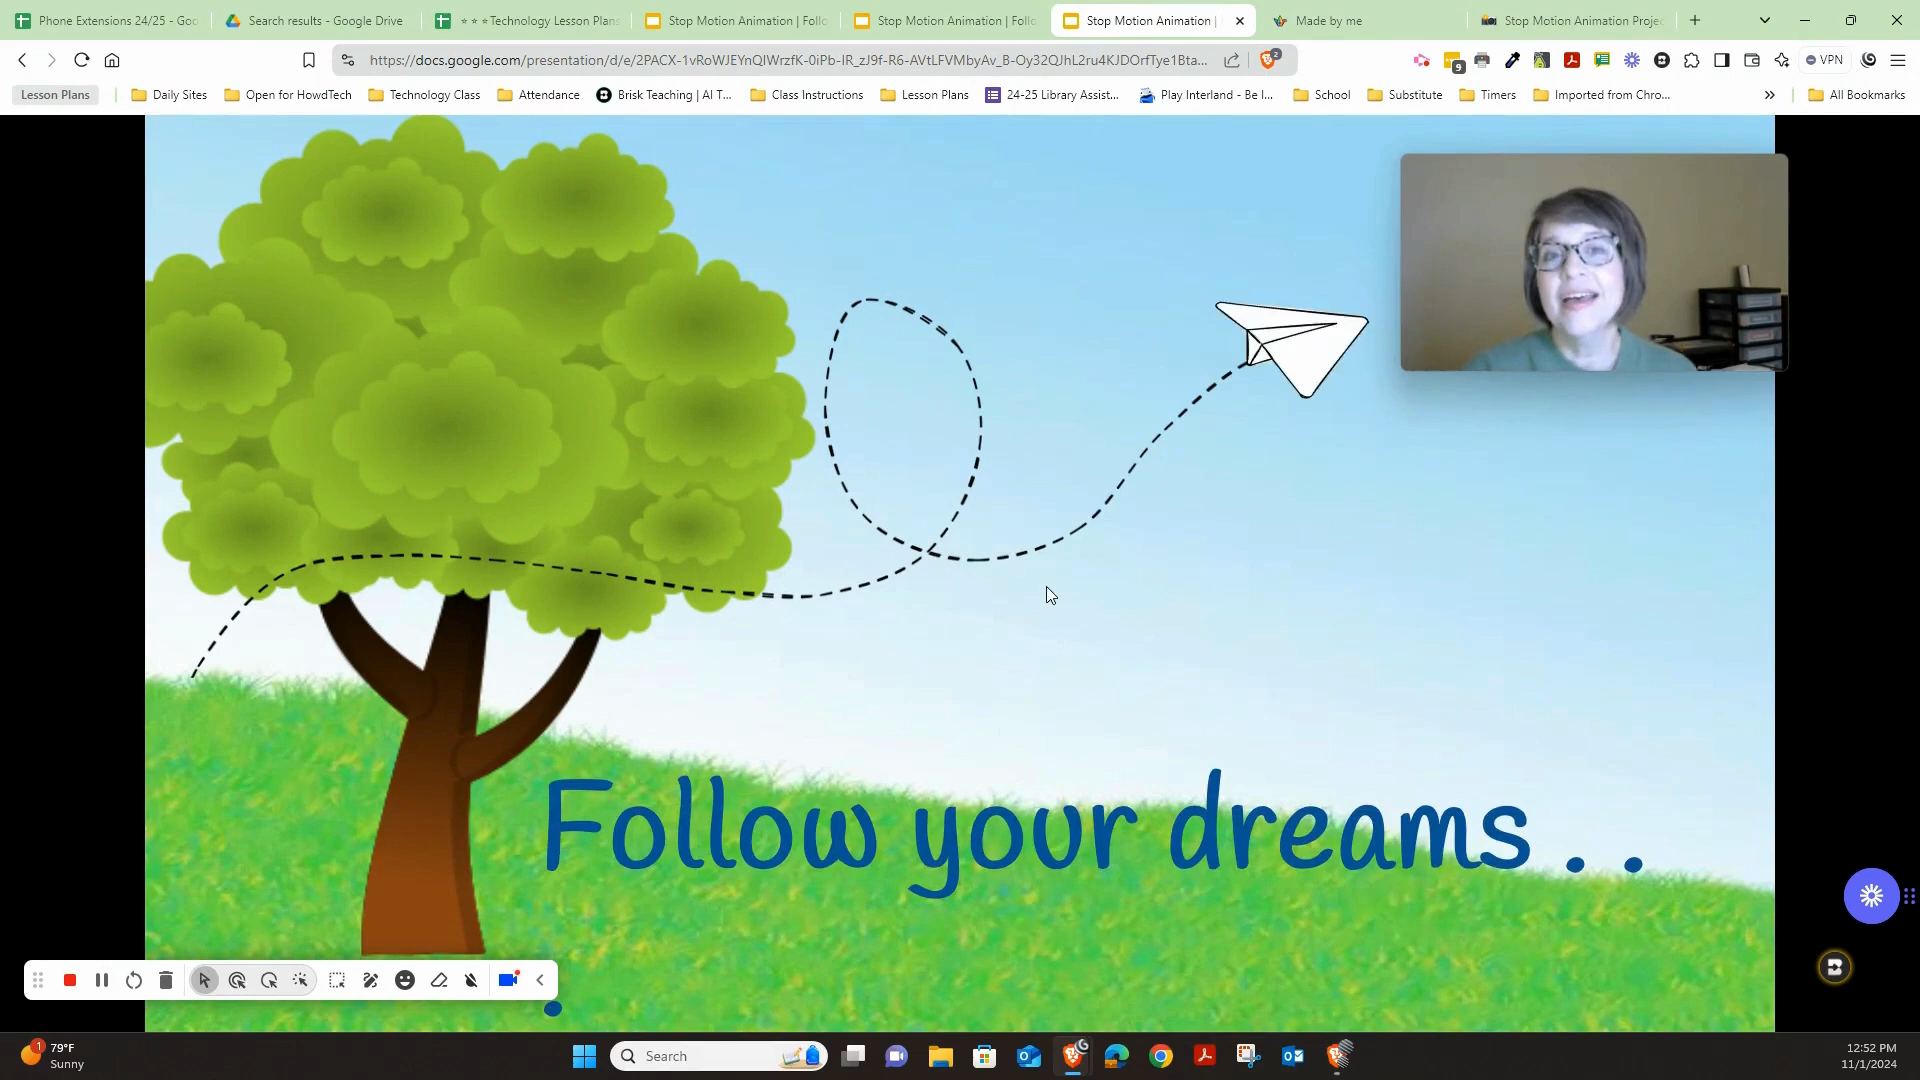 Phone Extensions 24/25 - Goo
Search results - Google Drive
Technology Lesson Plans
Stop Motion Animation | Follo
Stop Motion Animation | Follo
Stop Motion Animation |
Made by me
Stop Motion Animation Projec
https://docs.google.com/presentation/d/e/2PACX-1vRoWJEYnQIWrzfK-0iPb-IR_zJ9f-R6-AVtLFVMbyAv_B-Oy32QJhL2ru4KJDOrfTye1Bta...
2
9
VPN
Lesson Plans
Daily Sites
Open for HowdTech
Technology Class
Attendance
Brisk Teaching | AI T...
Class Instructions
Lesson Plans
24-25 Library Assist...
Play Interland - Be I...
School
Substitute
Timers
Imported from Chro...
All Bookmarks
Follow your dreams . .
.
1
79°F
Sunny
Search
12:52 PM
11/1/2024